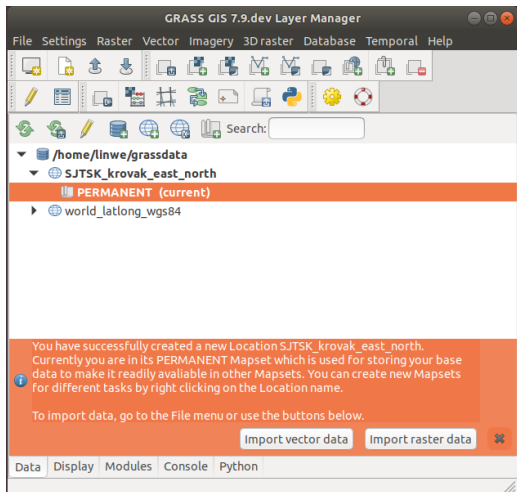 GRASS GIS 7.9.dev Layer Manager
File Settings Raster Vector Imagery 3D raster Database Temporal Help
Search:
/home/linwe/grassdata
SJTSK_krovak_east_north
PERMANENT (current)
world_latlong_wgs84
You have successfully created a new Location SJTSK_krovak_east_north.
Currently you are in its PERMANENT Mapset which is used for storing your base
data to make it readily avaliable in other Mapsets. You can create new Mapsets
for different tasks by right clicking on the Location name.
To import data, go to the File menu or use the buttons below.
Import vector data Import raster data
Data Display Modules Console Python